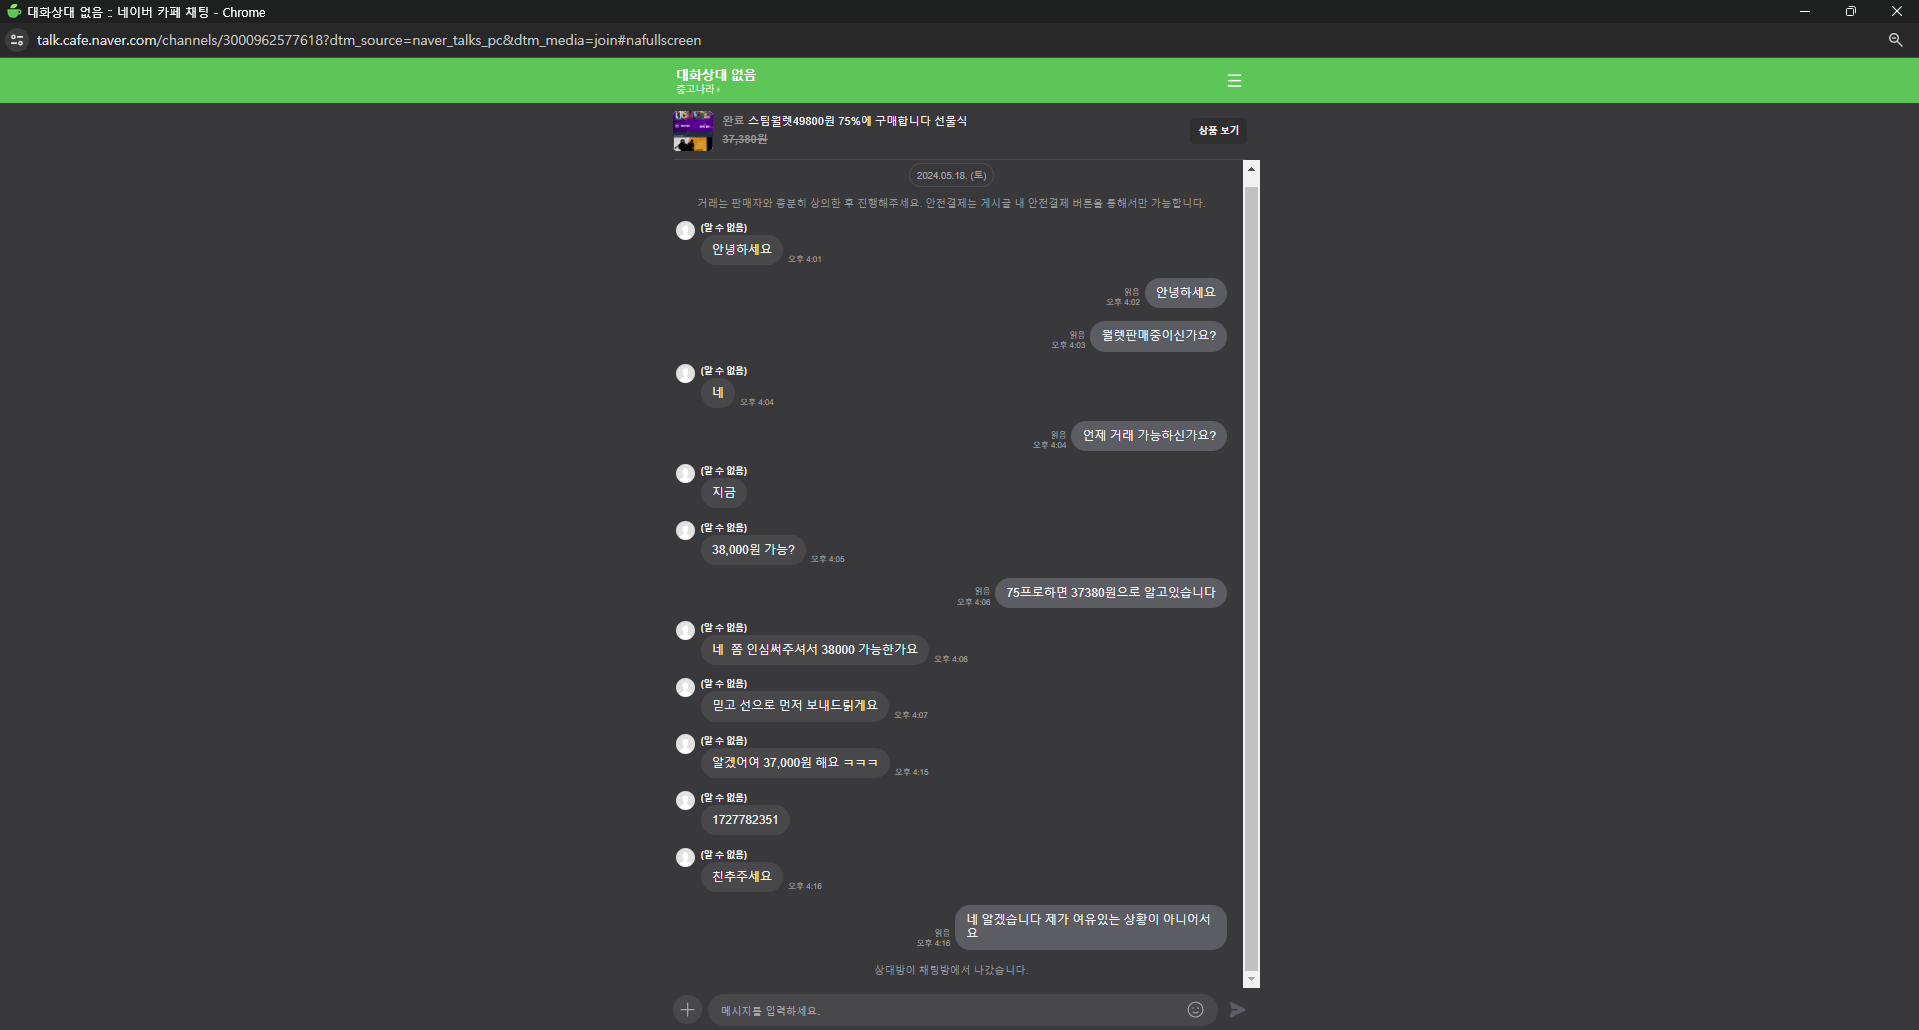 대화상대 없음 :: 네이버 카페 채팅 - Chrome
talk.cafe.naver.com/channels/3000962577618?dtm_source=naver_talks_pc&dtm_media=join#nafullscreen
대화상대 없음
중고나라 ›
완료 스팀월렛49800원 75%에 구매합니다 선물식
37,380원
상품 보기
2024.05.18. (토)
거래는 판매자와 충분히 상의한 후 진행해주세요. 안전결제는 게시글 내 안전결제 버튼을 통해서만 가능합니다.
(알 수 없음)
안녕하세요
오후 4:01
읽음
오후 4:02
안녕하세요
읽음
오후 4:03
월렛판매중이신가요?
(알 수 없음)
네
오후 4:04
읽음
오후 4:04
언제 거래 가능하신가요?
(알 수 없음)
지금
(알 수 없음)
38,000원 가능?
오후 4:05
읽음
오후 4:06
75프로하면 37380원으로 알고있습니다
(알 수 없음)
네 쫌 인심써주셔서 38000 가능한가요
오후 4:06
(알 수 없음)
믿고 선으로 먼저 보내드릵게요
오후 4:07
(알 수 없음)
알겠어여 37,000원 해요 ㅋㅋㅋ
오후 4:15
(알 수 없음)
1727782351
(알 수 없음)
친추주세요
오후 4:16
읽음
오후 4:16
네 알겠습니다 제가 여유있는 상황이 아니어서
요
상대방이 채팅방에서 나갔습니다.
메시지를 입력하세요.